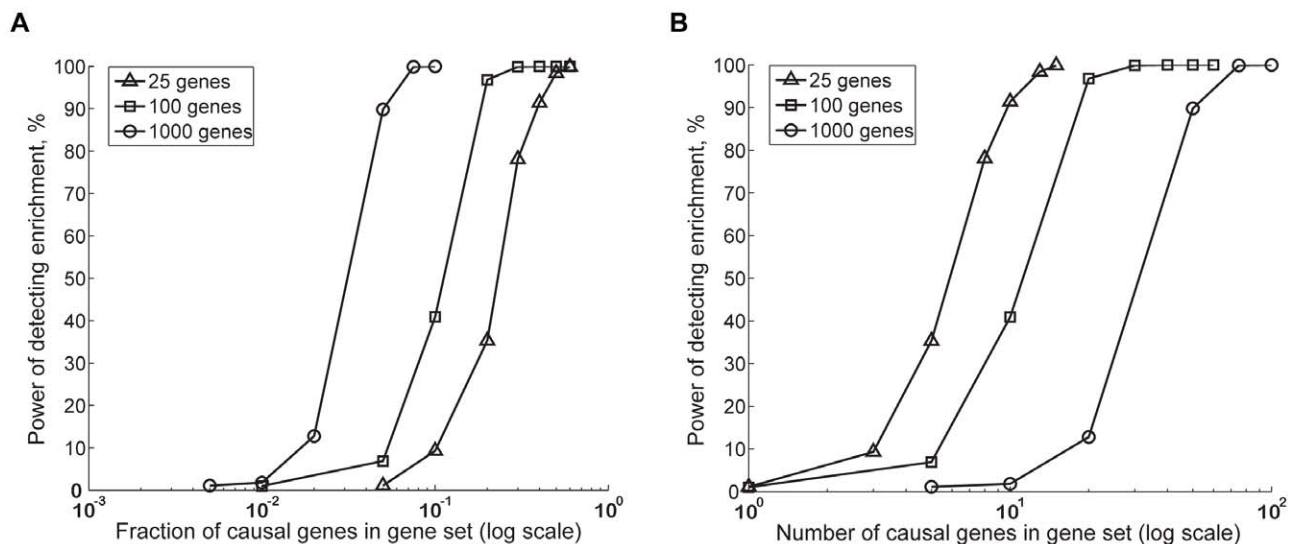 A
B
25 genes
100 genes
1000 genes
100
90
80
70
60
50
40
30
20
10
0
Power of detecting enrichment, %
10^-3
10^-2
10^-1
10^0
Fraction of causal genes in gene set (log scale)
25 genes
100 genes
1000 genes
100
90
80
70
60
50
40
30
20
10
0
Power of detecting enrichment, %
10^0
10^1
10^2
Number of causal genes in gene set (log scale)